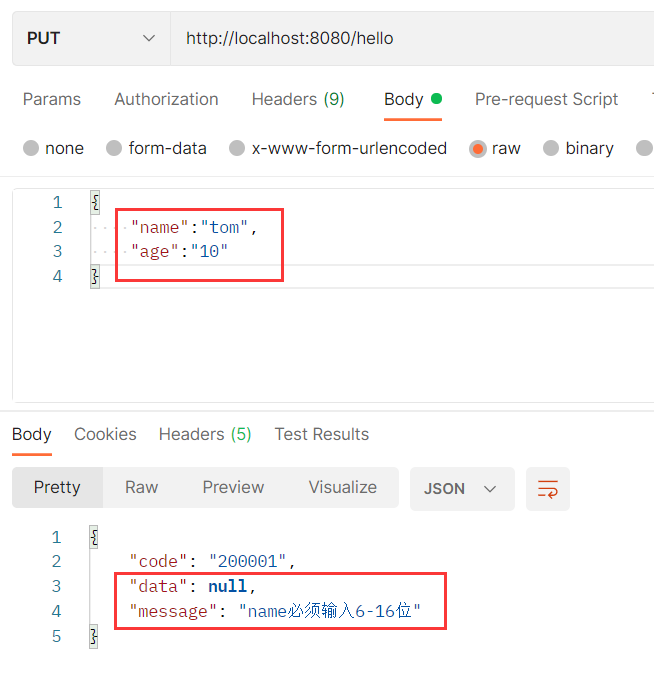 PUT http://localhost:8080/hello
Params Authorization Headers (9) Body Pre-request Script
none form-data x-www-form-urlencoded raw binary
1 {
2 "name":"tom",
3 "age":"10"
4 }
Body Cookies Headers (5) Test Results
Pretty Raw Preview Visualize JSON
1 {
2 "code": "200001",
3 "data": null,
4 "message": "name必须输入6-16位"
5 }